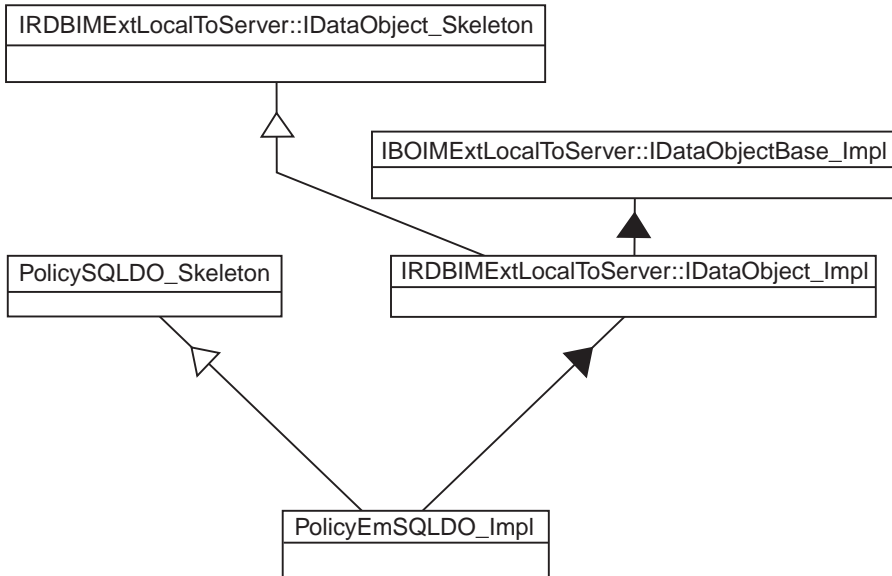 IRDBIMExtLocalToServer::IDataObject_Skeleton
IBOIMExtLocalToServer::IDataObjectBase_Impl
PolicySQLDO_Skeleton
IRDBIMExtLocalToServer::IDataObject_Impl
PolicyEmSQLDO_Impl